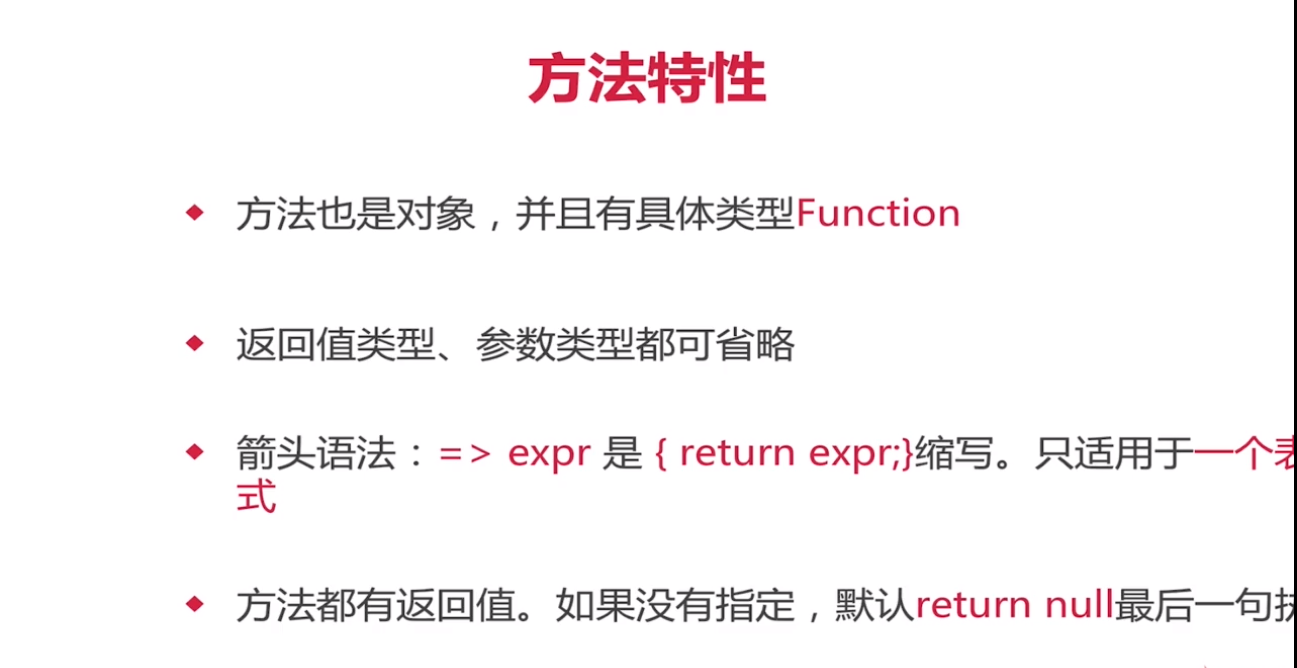 方法特性
方法也是对象，并且有具体类型Function
返回值类型、参数类型都可省略
箭头语法：=> expr 是 { return expr;}缩写。只适用于一个表
式
方法都有返回值。如果没有指定，默认return null最后一句执